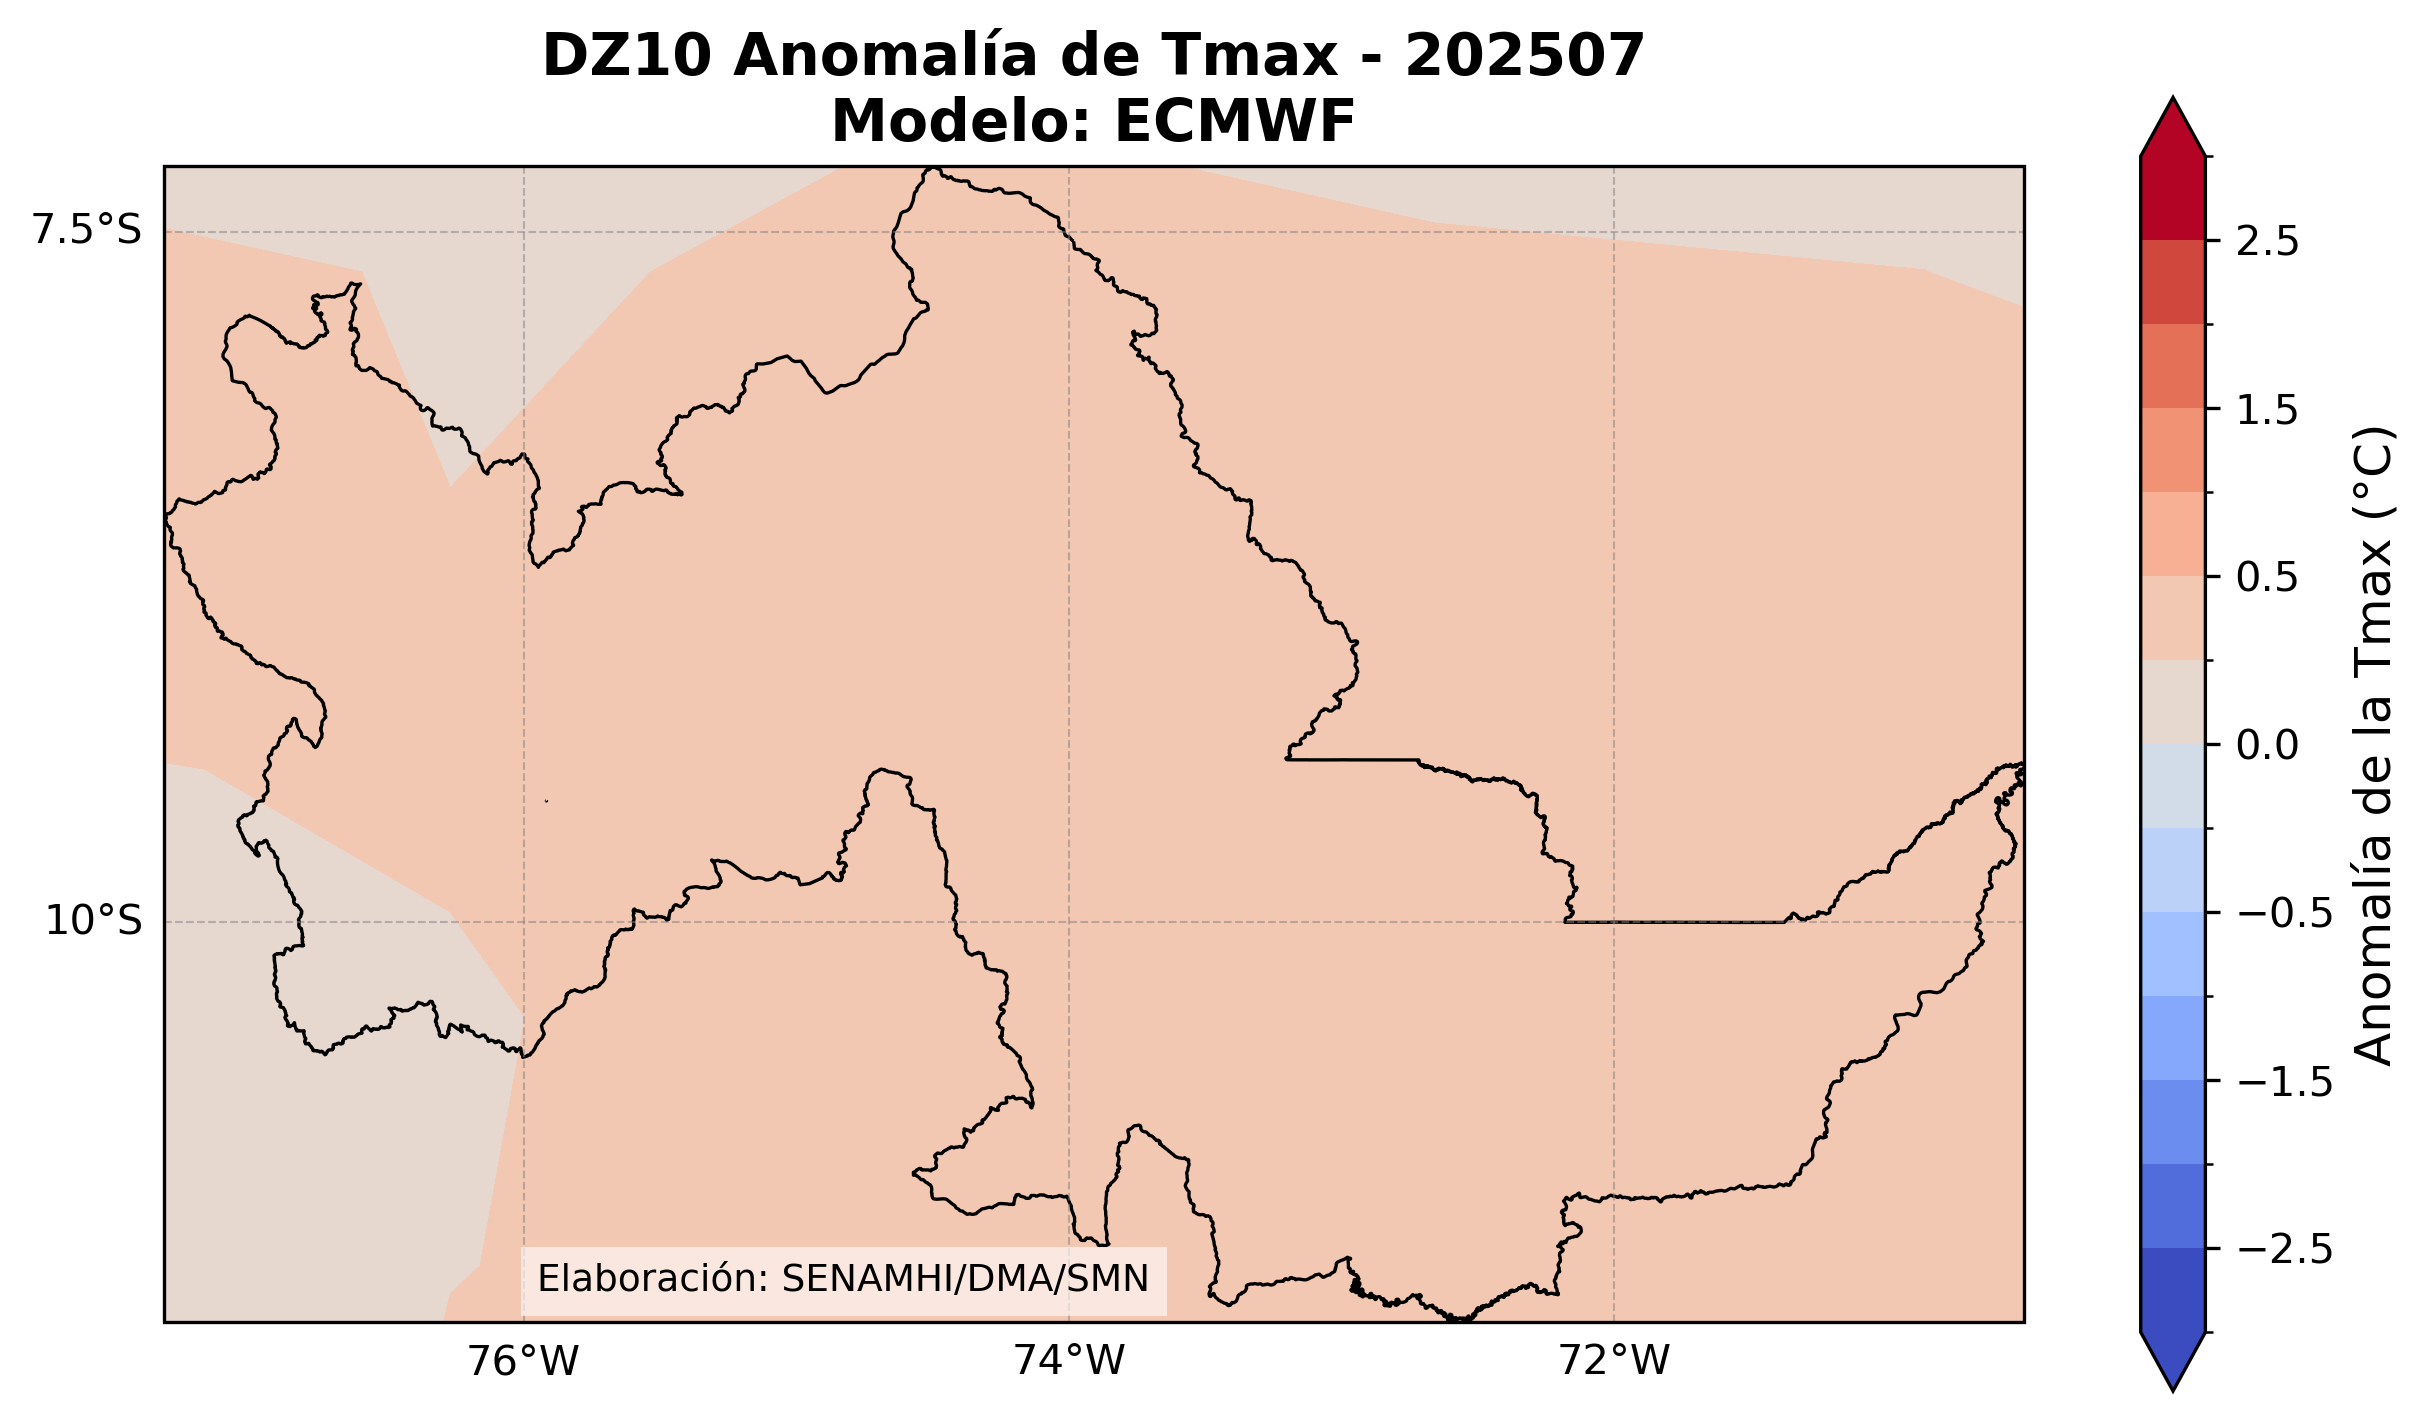 DZ10 Anomalía de Tmax - 202507
Modelo: ECMWF
7.5°S
10°S
76°W
74°W
72°W
Elaboración: SENAMHI/DMA/SMN
2.5
1.5
0.5
0.0
−0.5
−1.5
−2.5
Anomalía de la Tmax (°C)